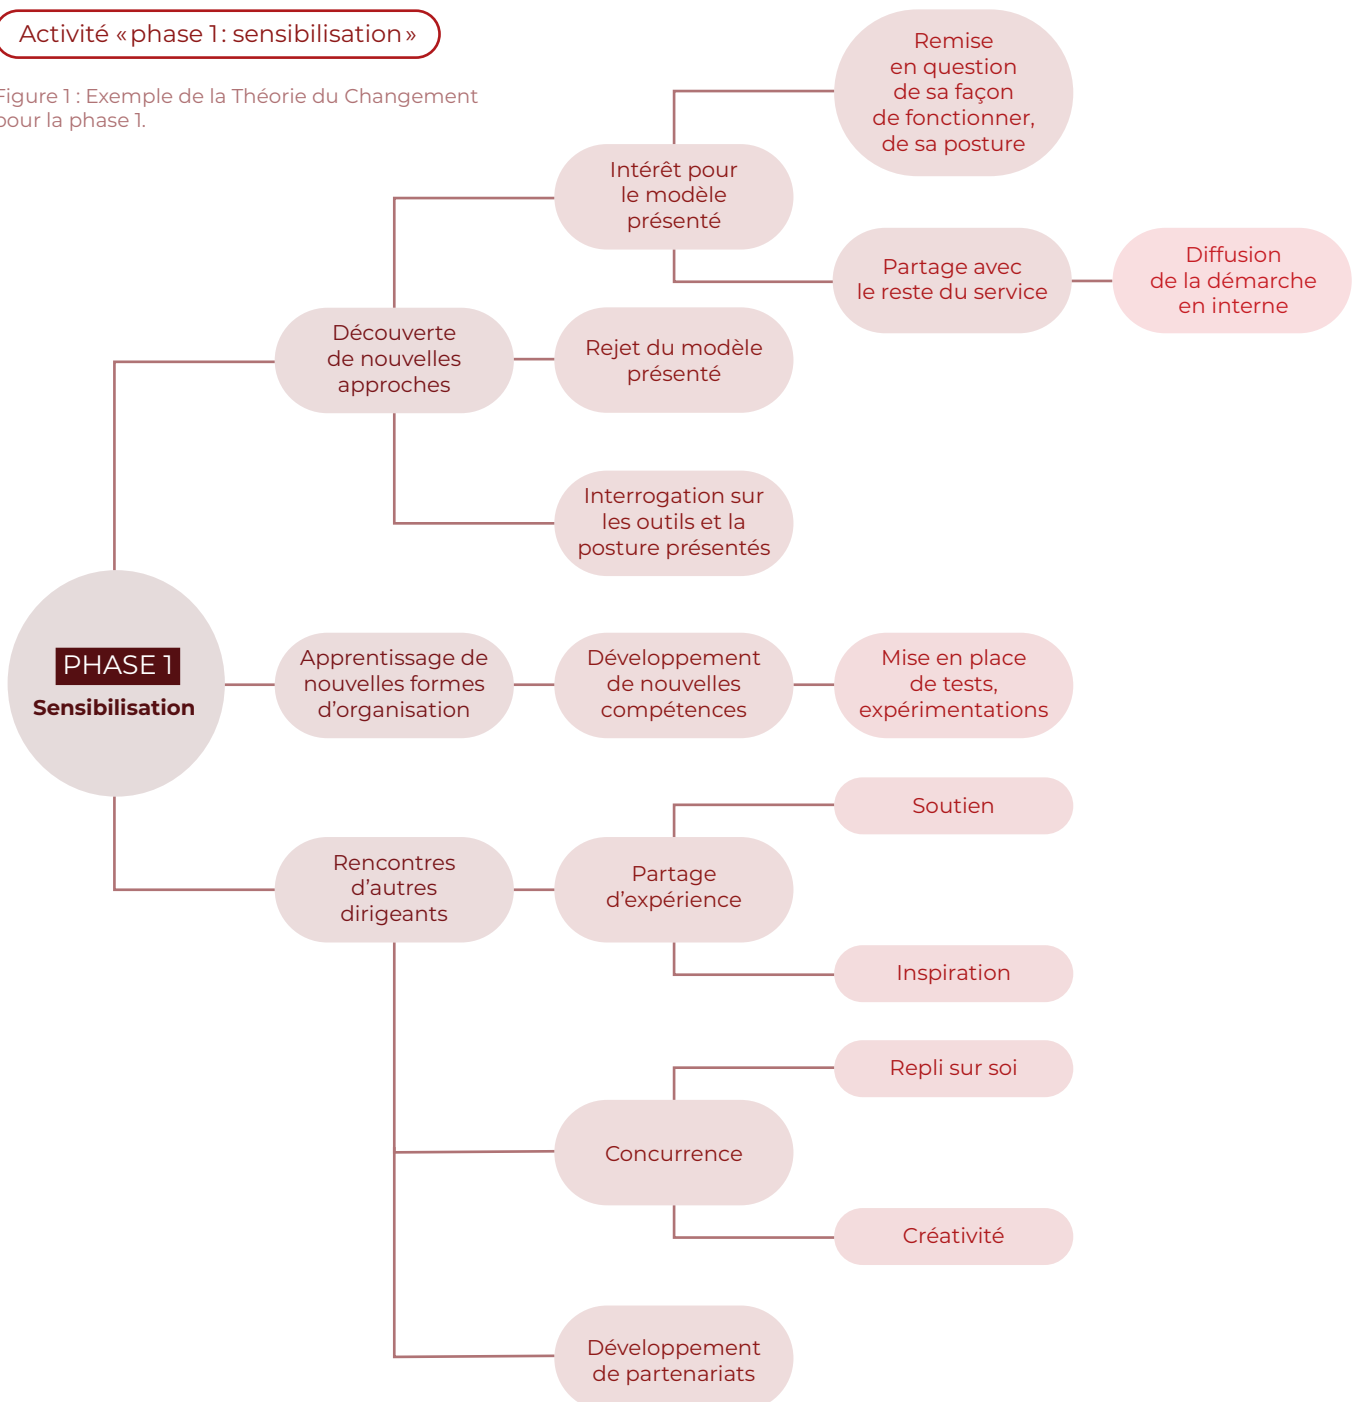 Activité «phase 1: sensibilisation»
Figure 1 : Exemple de la Théorie du Changement
pour la phase 1.
Remise
en question
de sa façon
de fonctionner,
de sa posture
Intérêt pour
le modèle
présenté
Partage avec
le reste du service
Diffusion
de la démarche
en interne
Découverte
de nouvelles
approches
Rejet du modèle
présenté
Interrogation sur
les outils et la
posture présentés
PHASE 1
Sensibilisation
Apprentissage de
nouvelles formes
d’organisation
Développement
de nouvelles
compétences
Mise en place
de tests,
expérimentations
Soutien
Rencontres
d’autres
dirigeants
Partage
d’expérience
Inspiration
Repli sur soi
Concurrence
Créativité
Développement
de partenariats